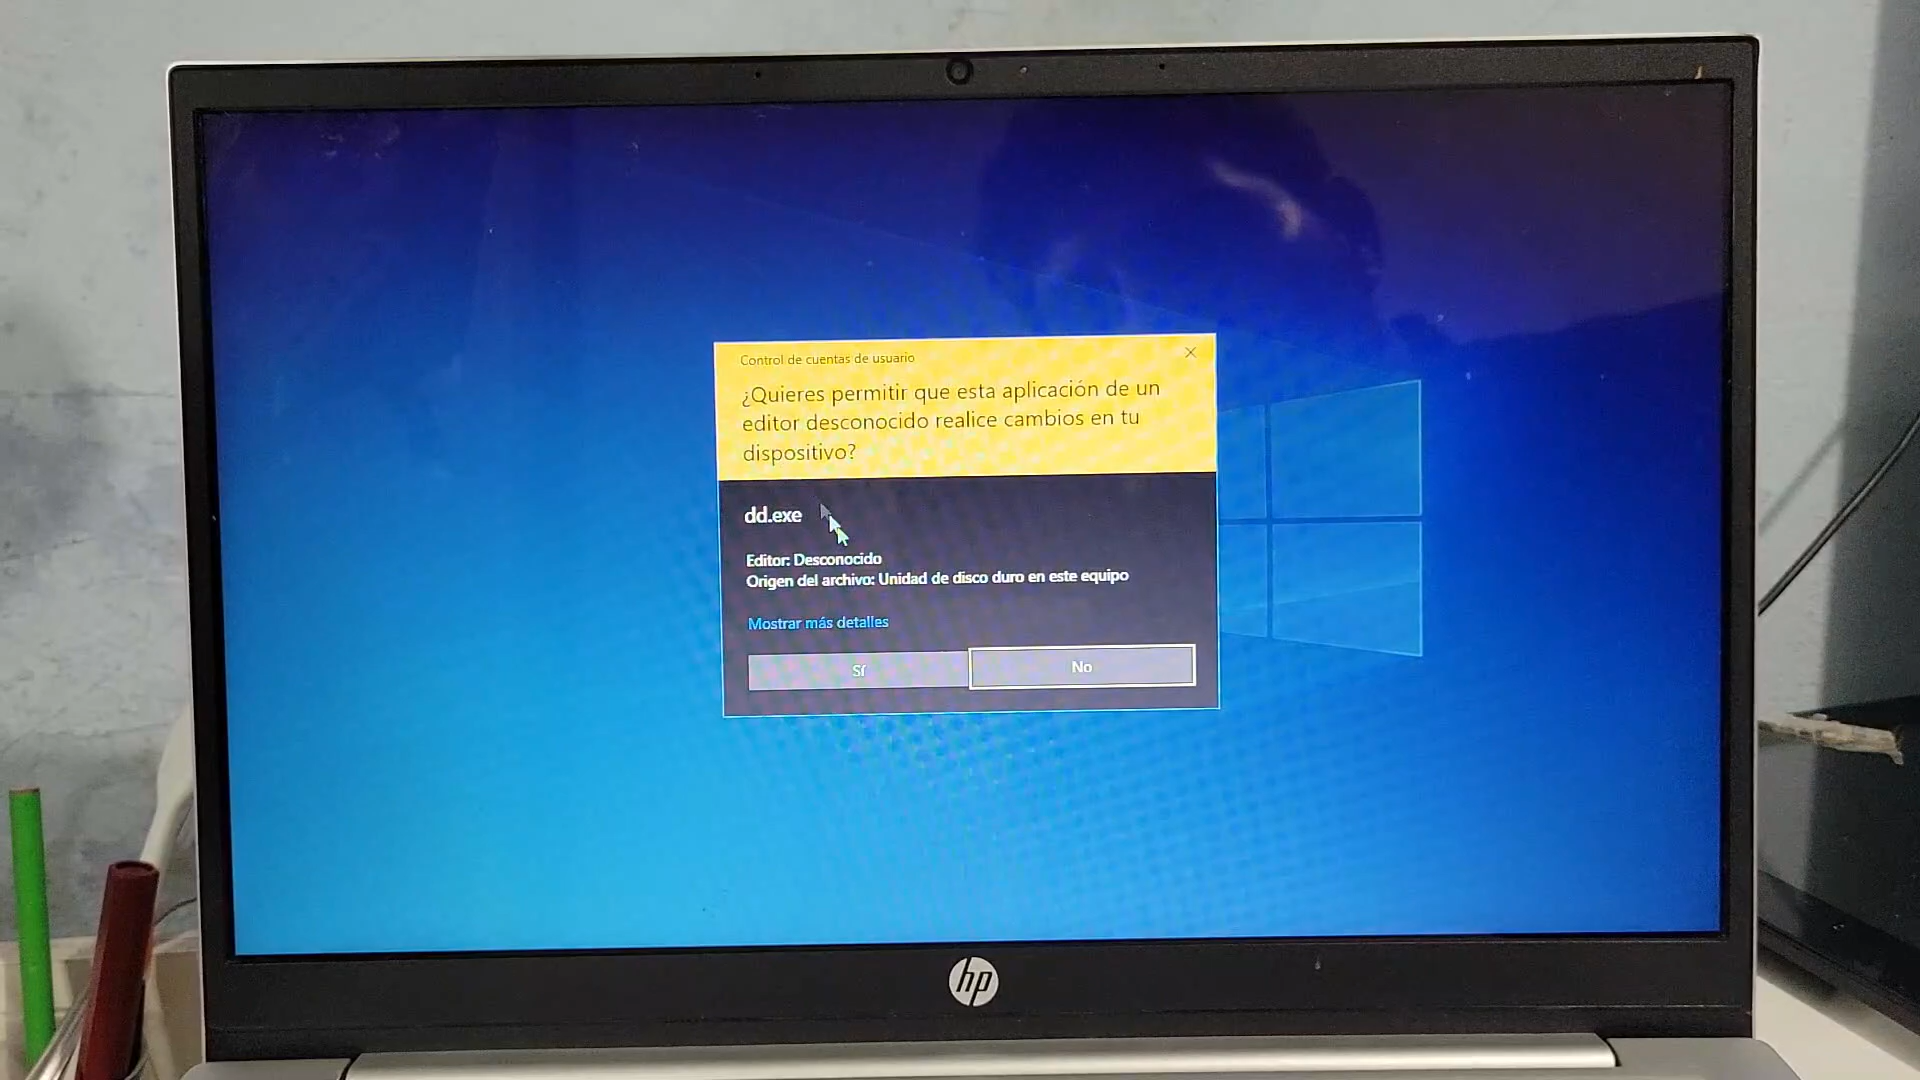 Control de cuentas de usuario
¿Quieres permitir que esta aplicación de un
editor desconocido realice cambios en tu
dispositivo?
dd.exe
Editor: Desconocido
Origen del archivo: Unidad de disco duro en este equipo
Mostrar más detalles
Sí
No
hp